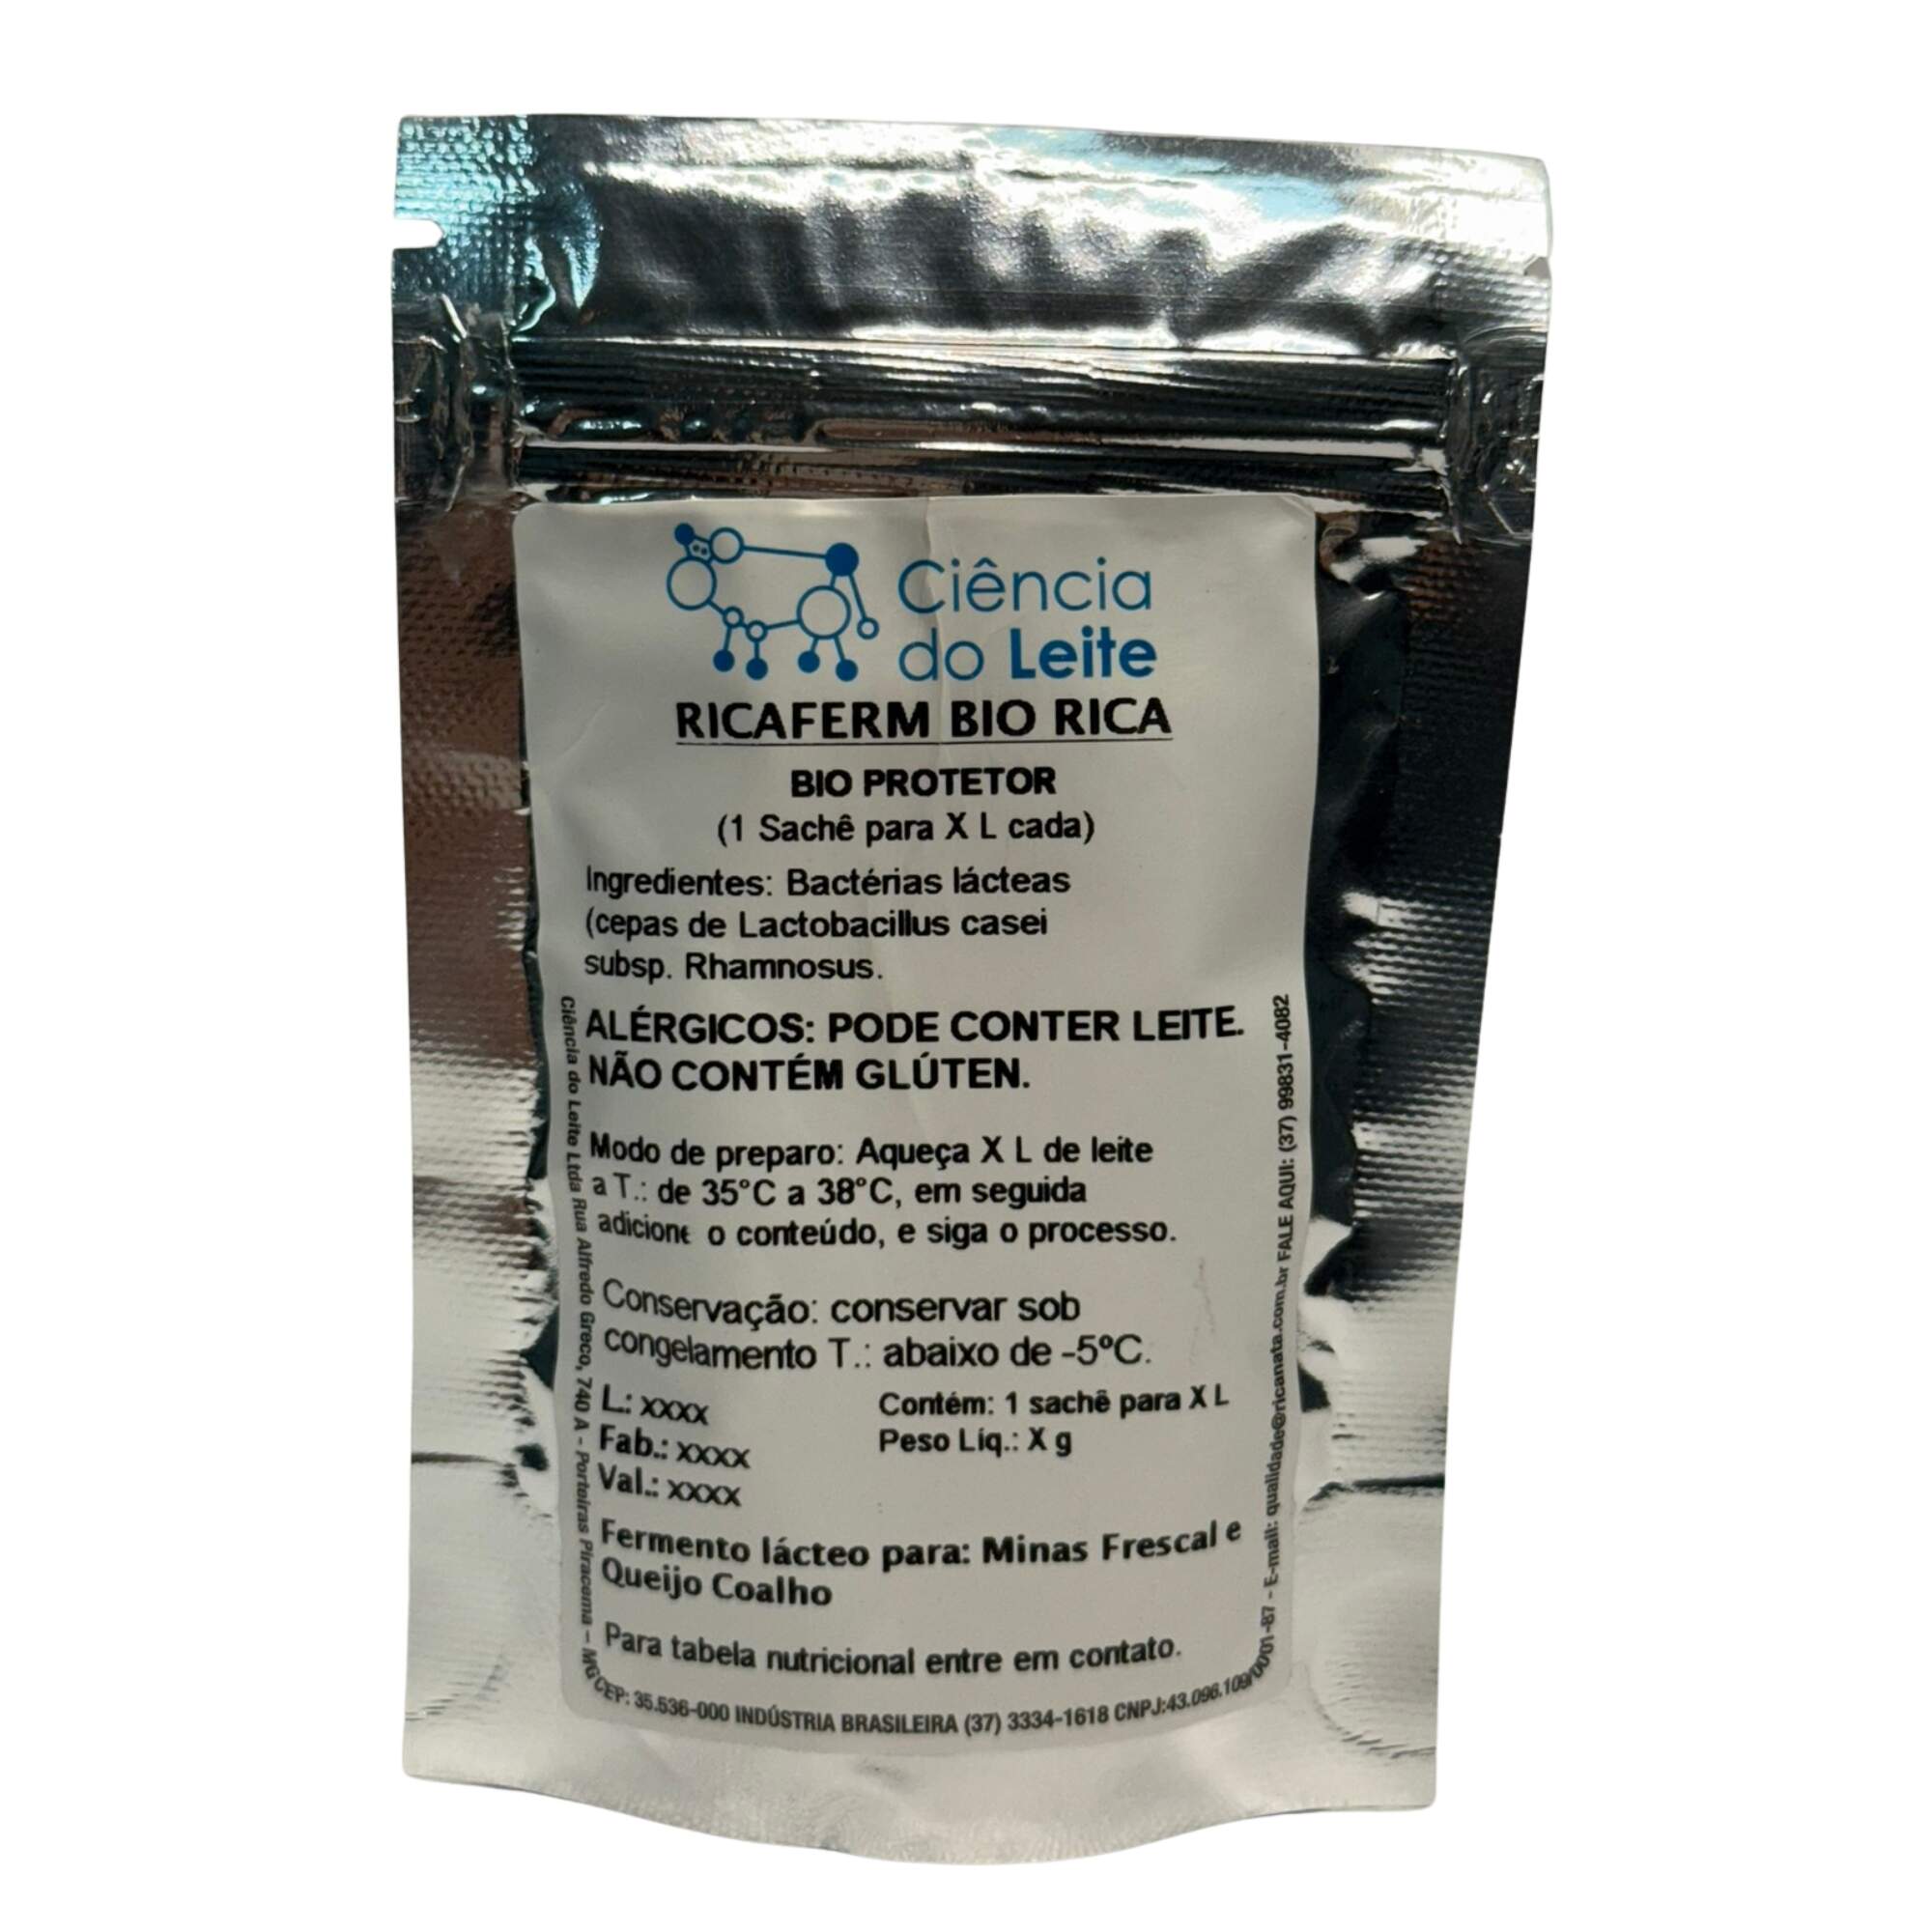 Ciência
do Leite
RICAFERM BIO RICA
BIO PROTETOR
(1 Sachê para X L cada)
Ingredientes: Bactérias lácteas
(cepas de Lactobacillus casei
subsp. Rhamnosus.
ALÉRGICOS: PODE CONTER LEITE.
NÃO CONTÉM GLÚTEN.
Modo de preparo: Aqueça X L de leite
a T.: de 35°C a 38°C, em seguida
adicione o conteúdo, e siga o processo.
Conservação: conservar sob
congelamento T.: abaixo de -5ºC.
L.: xxxx
Fab.: xxxx
Val.: xxxx
Contém: 1 sachê para X L
Peso Líq.: X g
Fermento lácteo para: Minas Frescal e
Queijo Coalho
Para tabela nutricional entre em contato.
Ciência do Leite Ltda Rua Alfredo Greco, 740 A - Porteiras Piracema - MG
CEP: 35.536-000 INDÚSTRIA BRASILEIRA (37) 3334-1618 CNPJ:43.096.109/0001-87
- E-mail: qualidade@ricanata.com.br FALE AQUI: (37) 99831-4082